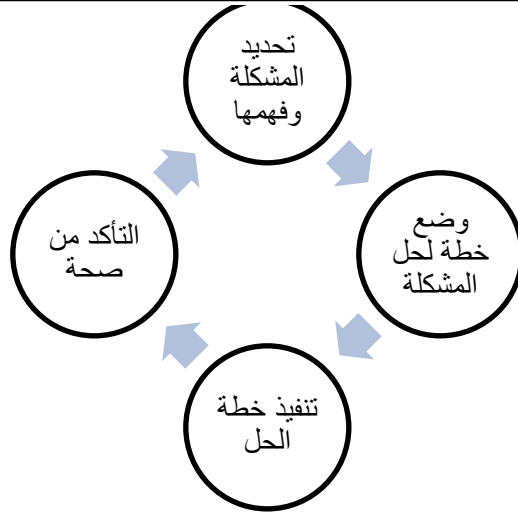 تحديد
المشكلة
وفهمها
وضع
خطة لحل
المشكلة
تنفيذ خطة
الحل
التأكد من
صحة